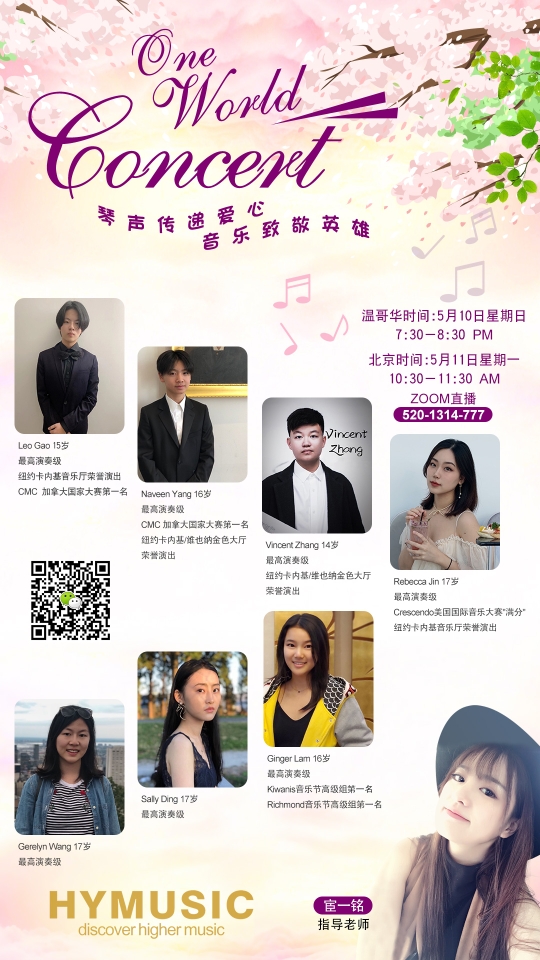 One
World
Concert
琴声传递爱心
音乐致敬英雄
温哥华时间:5月10日星期日
7:30—8:30 PM
北京时间:5月11日星期一
10:30—11:30 AM
ZOOM直播
520-1314-777
Leo Gao 15岁
最高演奏级
纽约卡内基音乐厅荣誉演出
CMC 加拿大国家大赛第一名
Naveen Yang 16岁
最高演奏级
CMC 加拿大国家大赛第一名
纽约卡内基/维也纳金色大厅
荣誉演出
Vincent
Zhang
Vincent Zhang 14岁
最高演奏级
纽约卡内基/维也纳金色大厅
荣誉演出
Rebecca Jin 17岁
最高演奏级
Crescendo美国国际音乐大赛"满分"
纽约卡内基音乐厅荣誉演出
Gerelyn Wang 17岁
最高演奏级
Sally Ding 17岁
最高演奏级
Ginger Lam 16岁
最高演奏级
Kiwanis音乐节高级组第一名
Richmond音乐节高级组第一名
HYMUSIC
discover higher music
宦一铭
指导老师